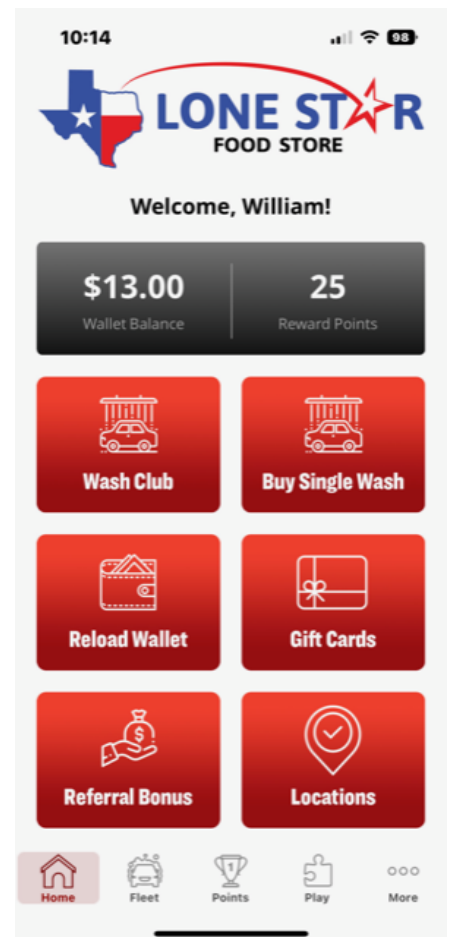 10:14
98
LONE STAR
FOOD STORE
Welcome, William!
$13.00
25
Wallet Balance
Reward Points
Wash Club
Buy Single Wash
Reload Wallet
Gift Cards
$
Referral Bonus
Locations
1
Home
Fleet
Points
Play
More